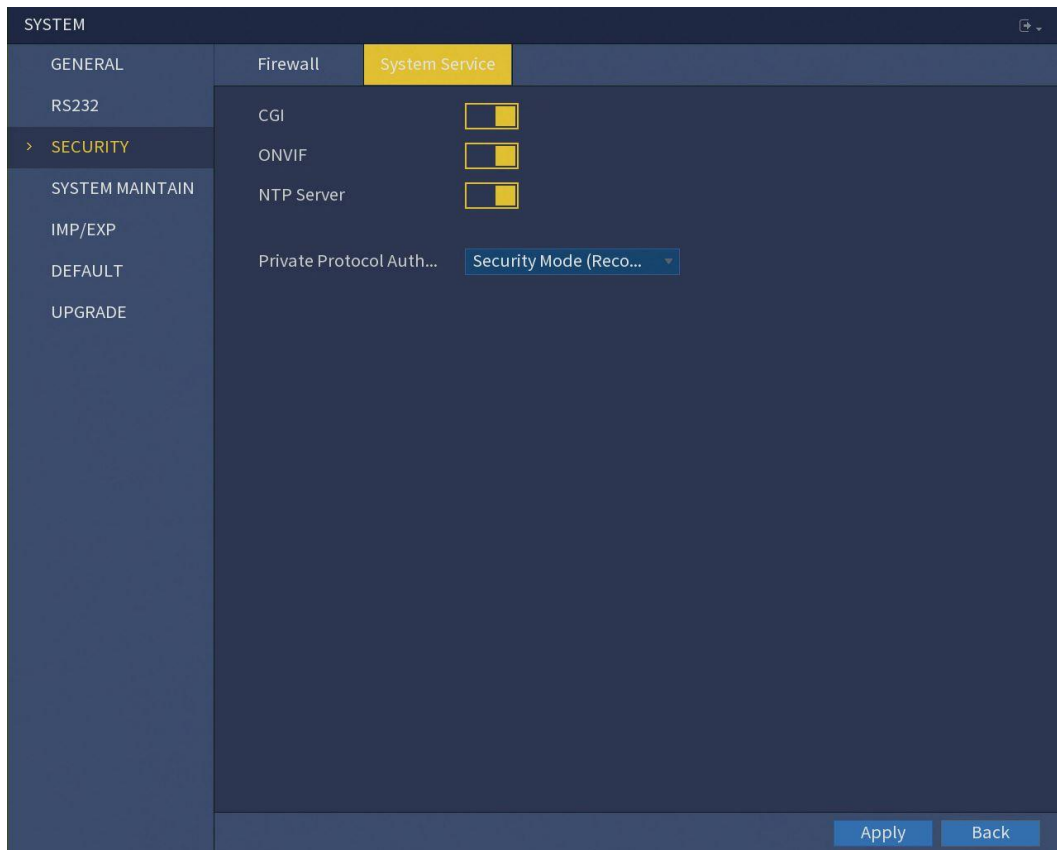 SYSTEM
GENERAL
RS232
SECURITY
SYSTEM MAINTAIN
IMP/EXP
DEFAULT
UPGRADE
Firewall
System Service
CGI
ONVIF
NTP Server
Private Protocol Auth...
Security Mode (Reco...
Apply
Back